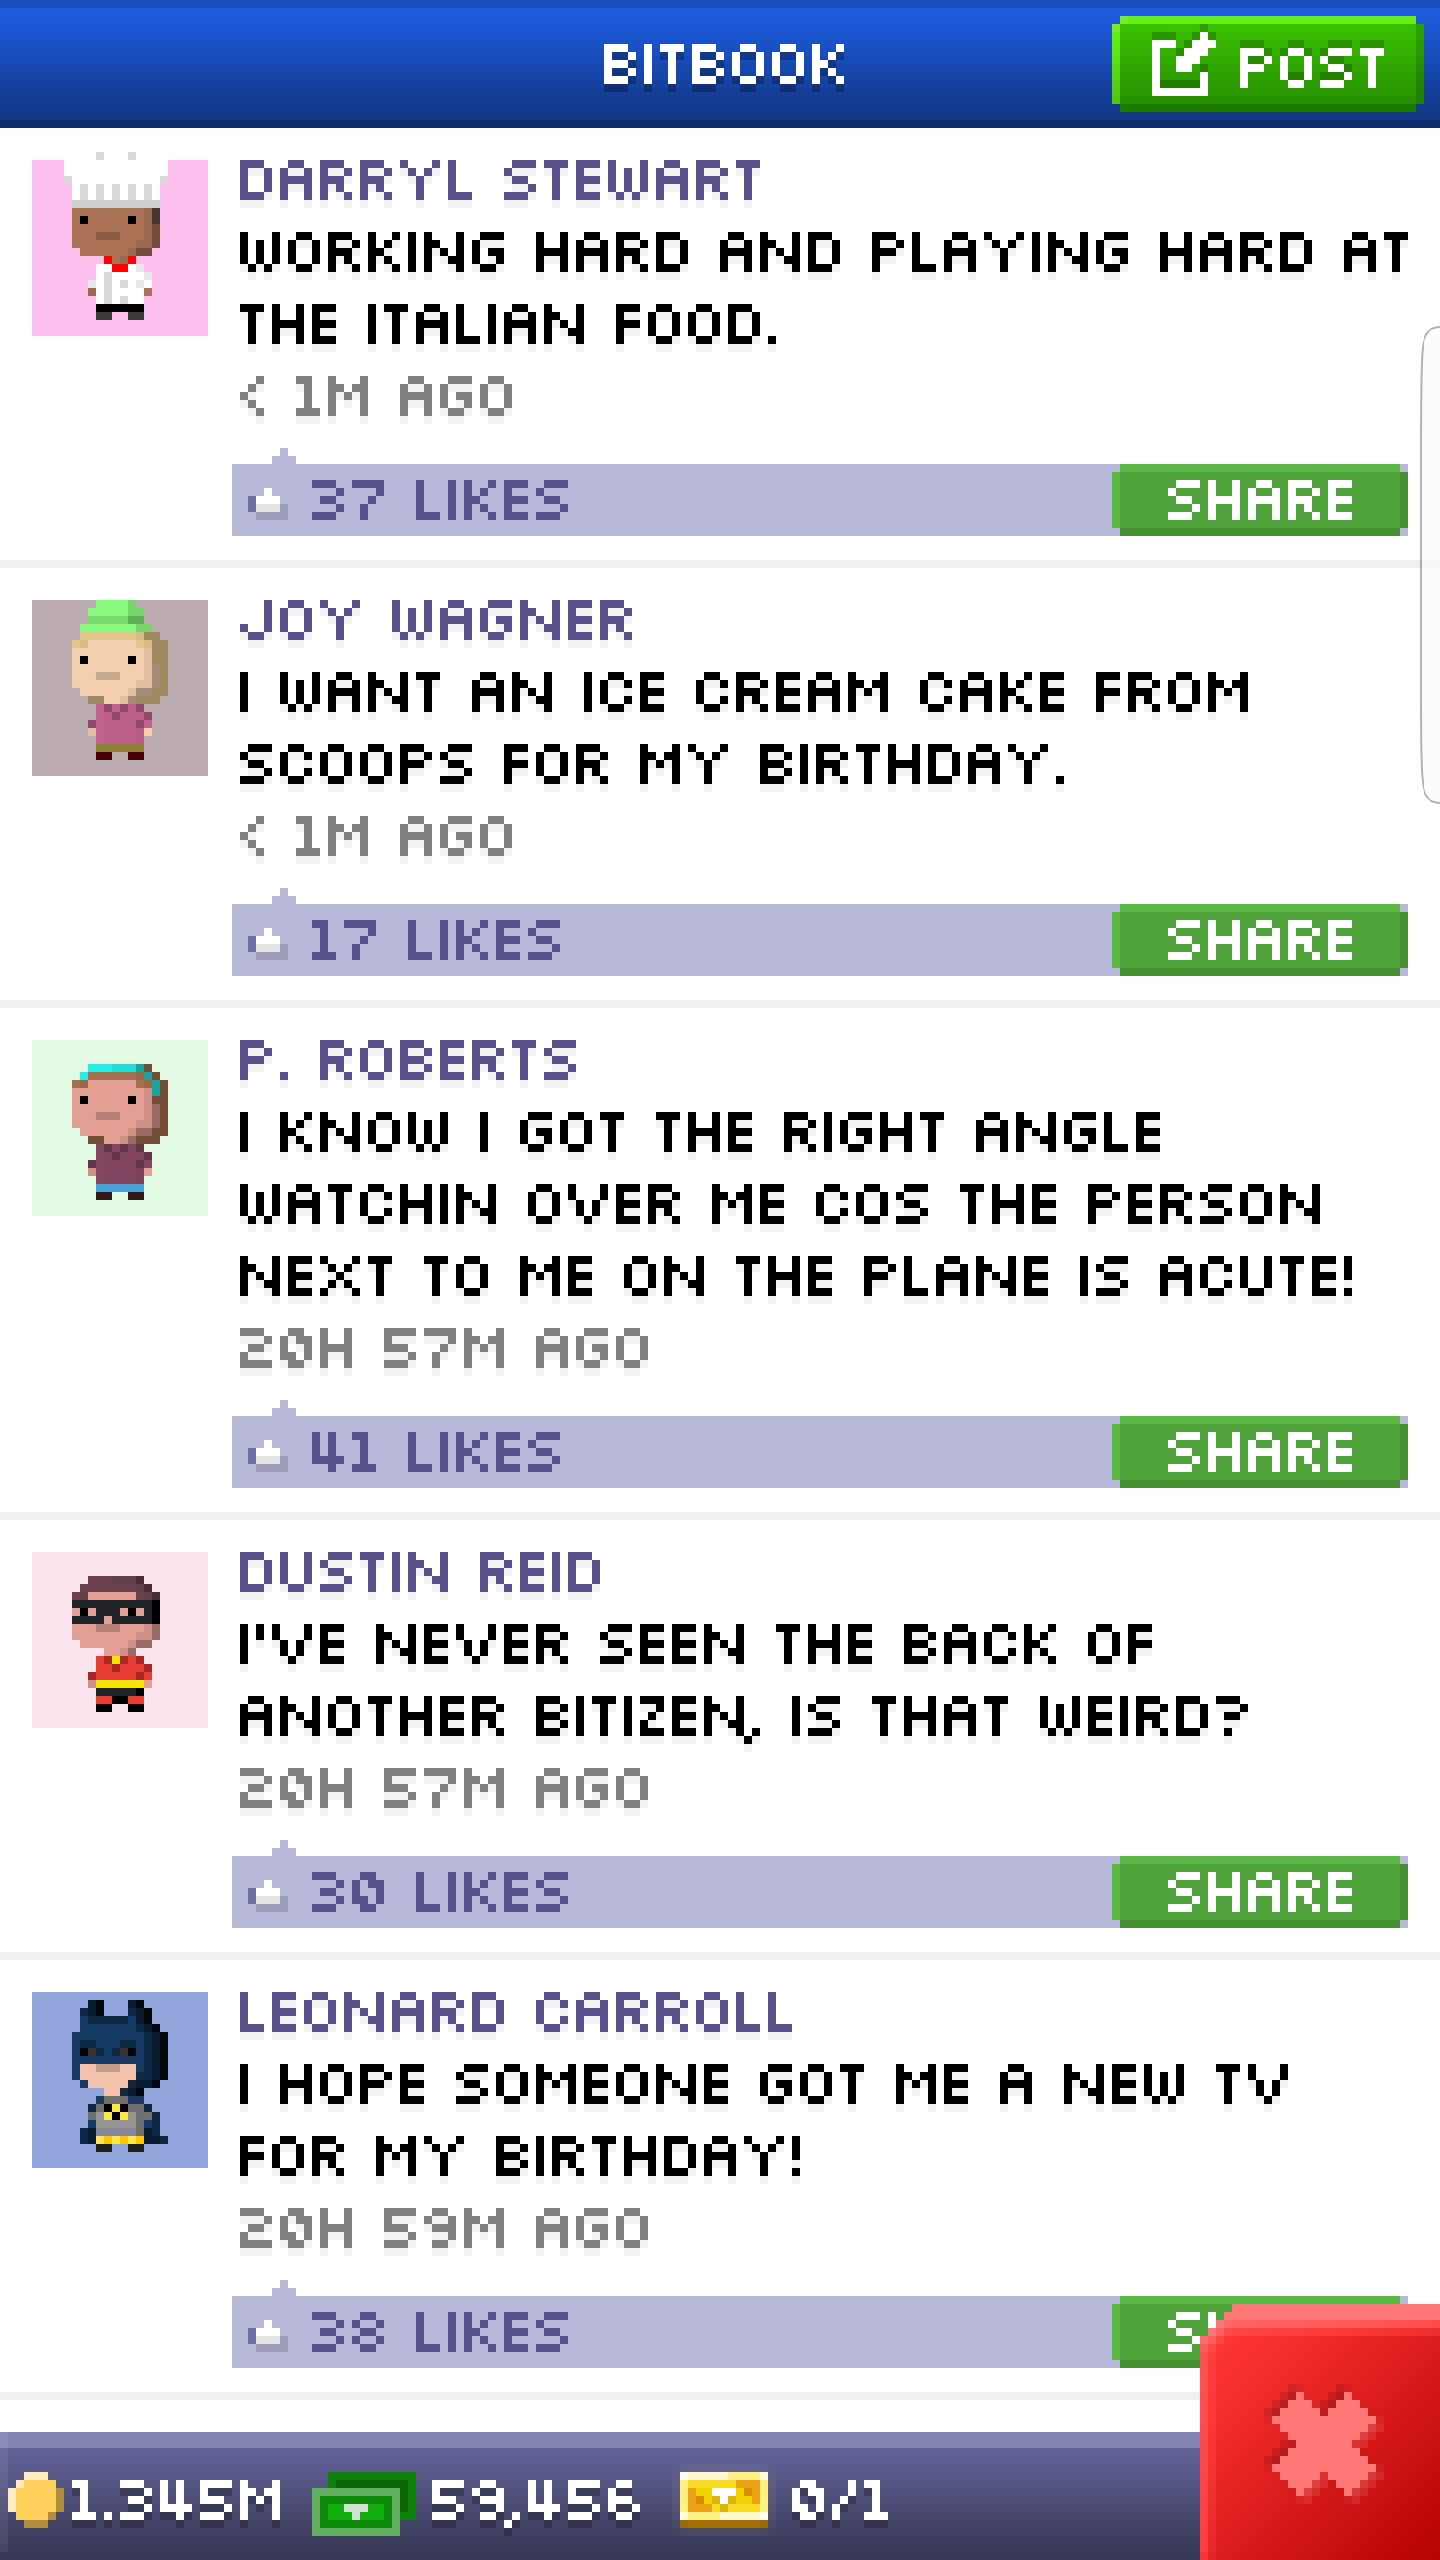 BITBOOK
POST
DARRYL STEWART
WORKING HARD AND PLAYING HARD AT
THE ITALIAN FOOD.
< 1M AGO
37 LIKES
SHARE
JOY WAGNER
I WANT AN ICE CREAM CAKE FROM
SCOOPS FOR MY BIRTHDAY.
< 1M AGO
17 LIKES
SHARE
P. ROBERTS
I KNOW I GOT THE RIGHT ANGLE
WATCHIN OVER ME COS THE PERSON
NEXT TO ME ON THE PLANE IS ACUTE!
20H 57M AGO
41 LIKES
SHARE
DUSTIN REID
I'VE NEVER SEEN THE BACK OF
ANOTHER BITIZEN, IS THAT WEIRD?
20H 57M AGO
30 LIKES
SHARE
LEONARD CARROLL
I HOPE SOMEONE GOT ME A NEW TV
FOR MY BIRTHDAY!
20H 59M AGO
38 LIKES
1.345M 59,456 0/1